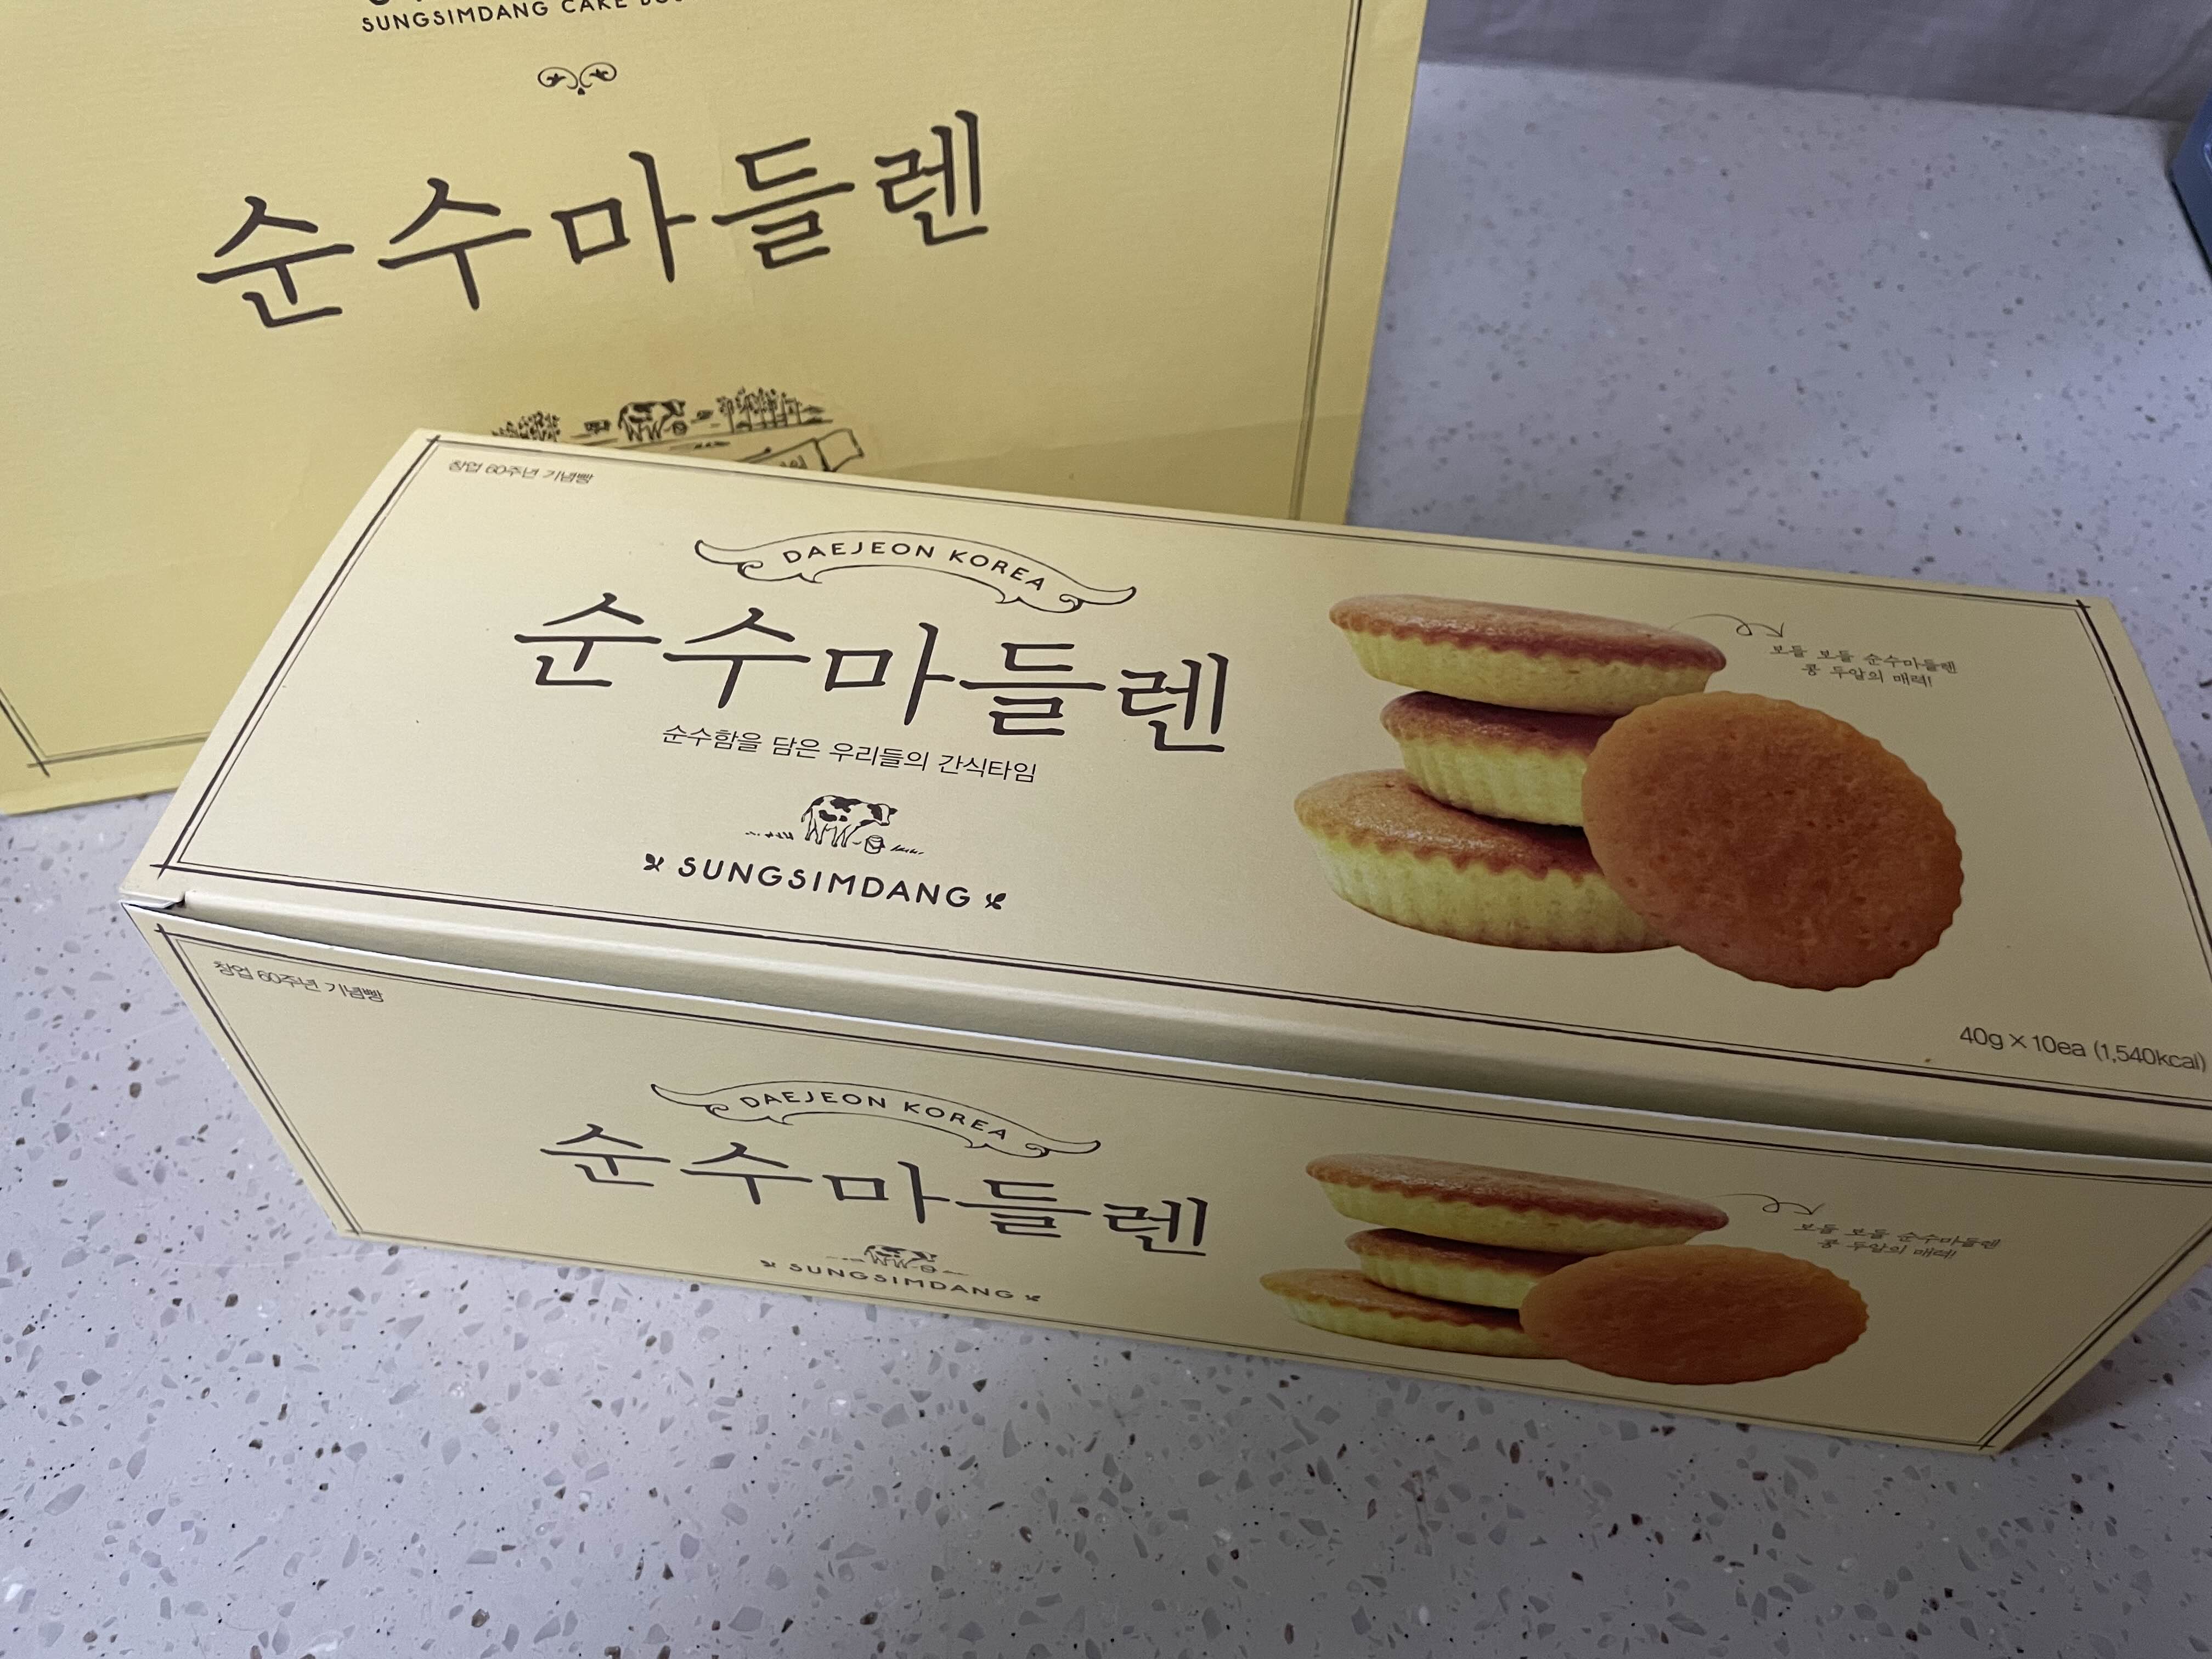 SUNGSIMDANG CAKE
순수마들렌
창업 60주년 기념빵
DAEJEON KOREA
순수마들렌
순수함을 담은 우리들의 간식타임
SUNGSIMDANG
보들 보들 순수마들렌
콩 두알의 매력!
40g×10ea (1,540kcal)
창업 60주년 기념빵
DAEJEON KOREA
순수마들렌
SUNGSIMDANG
보들 보들 순수마들렌
콩 두알의 매력!